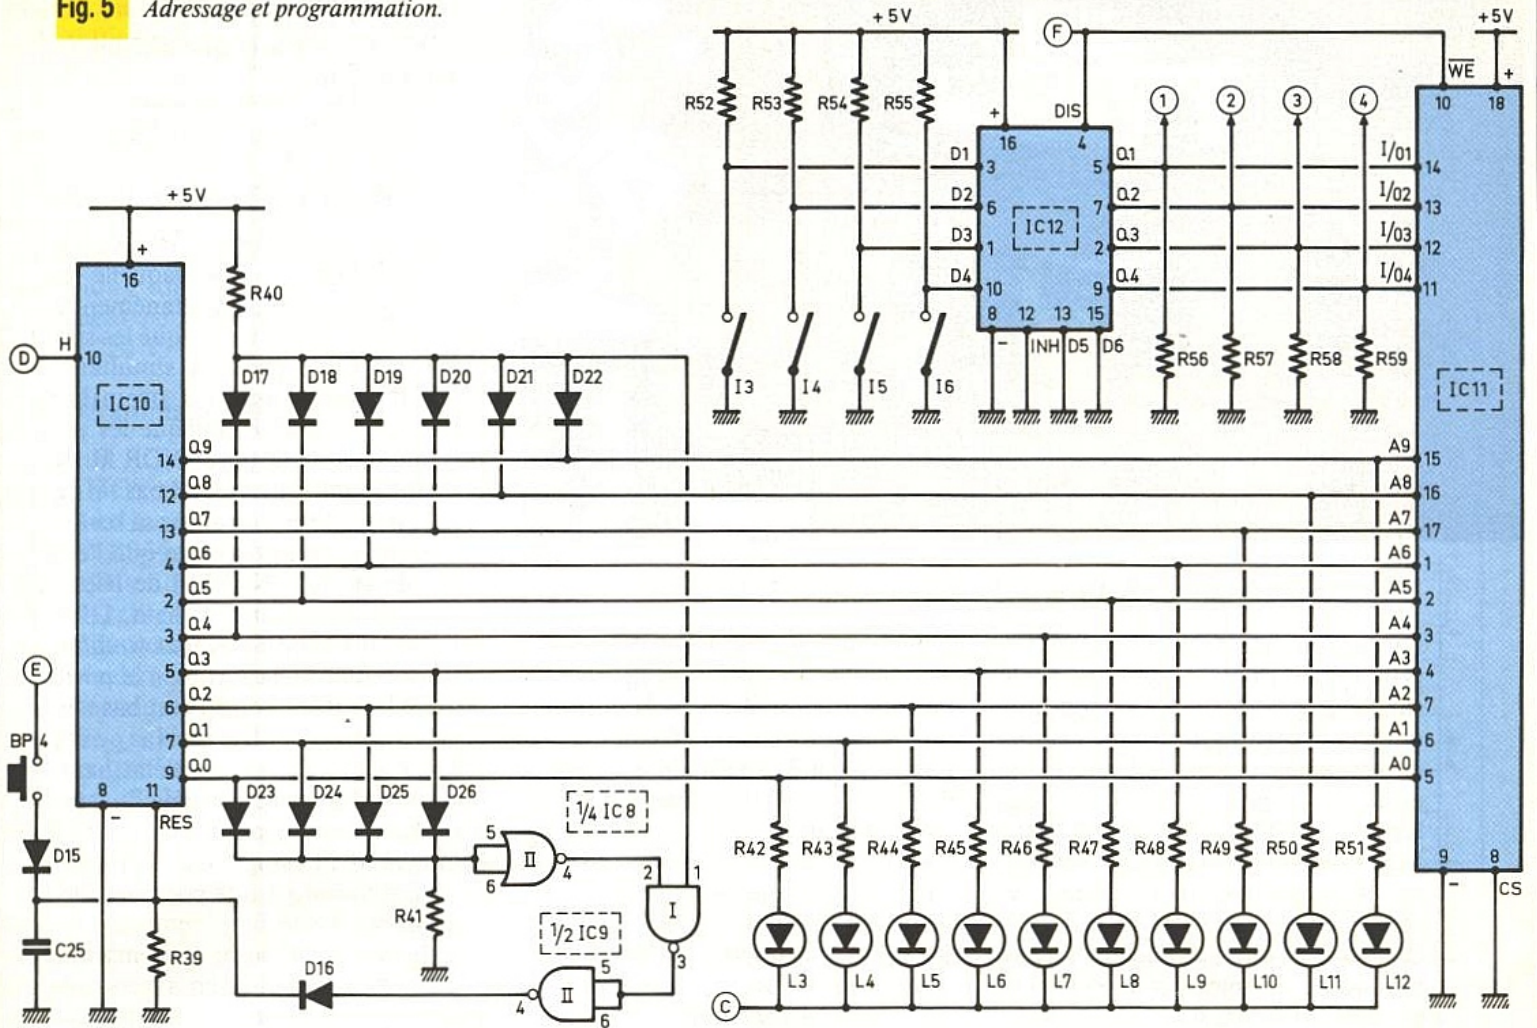 Fig. 5 Adressage et programmation.
+5V
F
+5V
WE
10
18
+
R52
R53
R54
R55
+
16
DIS
4
1
2
3
4
D1
3
5
Q1
I/01
14
D2
6
7
Q2
I/02
13
IC12
D3
1
2
Q3
I/03
12
D4
10
9
Q4
I/04
11
8
12
13
15
-
INH
D5
D6
I3
I4
I5
I6
R56
R57
R58
R59
IC11
+5V
+
16
R40
D
H
10
IC10
D17
D18
D19
D20
D21
D22
14
Q9
A9
15
12
Q8
A8
16
13
Q7
A7
17
4
Q6
A6
1
2
Q5
A5
2
3
Q4
A4
3
5
Q3
A3
4
6
Q2
A2
7
7
Q1
A1
6
9
Q0
A0
5
E
BP4
8
11
-
RES
D15
C25
R39
D23
D24
D25
D26
1/4 IC8
5
6
II
4
2
1
I
3
R41
1/2 IC9
D16
4
II
5
6
R42
R43
R44
R45
R46
R47
R48
R49
R50
R51
L3
L4
L5
L6
L7
L8
L9
L10
L11
L12
C
9
8
-
CS